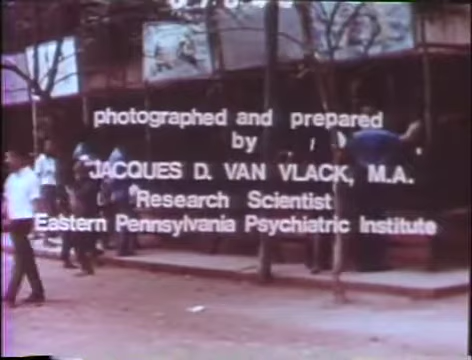 photographed and prepared
by
JACQUES D. VAN VLACK, M.A.
Research Scientist
Eastern Pennsylvania Psychiatric Institute